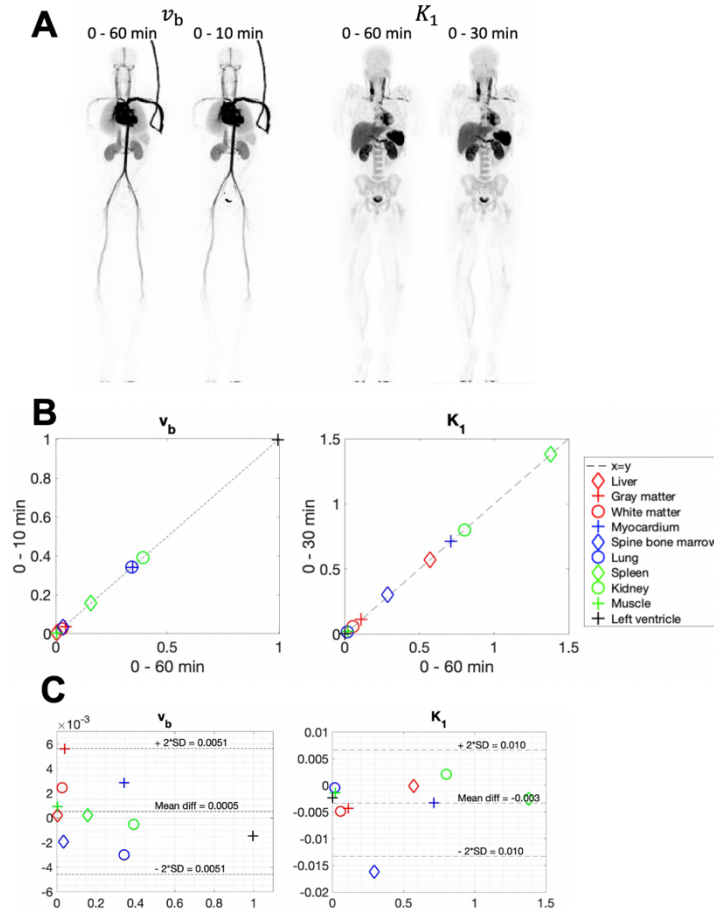 A
v_b
K_1
0 - 60 min
0 - 10 min
0 - 60 min
0 - 30 min
B
v_b
K_1
1
0.8
0.6
0.4
0.2
0
0
0.5
1
0 - 10 min
0 - 60 min
1.5
1
0.5
0
0
0.5
1
1.5
0 - 30 min
0 - 60 min
x=y
Liver
Gray matter
White matter
Myocardium
Spine bone marrow
Lung
Spleen
Kidney
Muscle
Left ventricle
C
×10⁻³
v_b
6
4
2
0
-2
-4
-6
0
0.2
0.4
0.6
0.8
1
+ 2*SD = 0.0051
Mean diff = 0.0005
- 2*SD = 0.0051
K_1
0.01
0.005
0
-0.005
-0.01
-0.015
-0.02
0
0.5
1
1.5
+ 2*SD = 0.010
Mean diff = -0.003
- 2*SD = 0.010